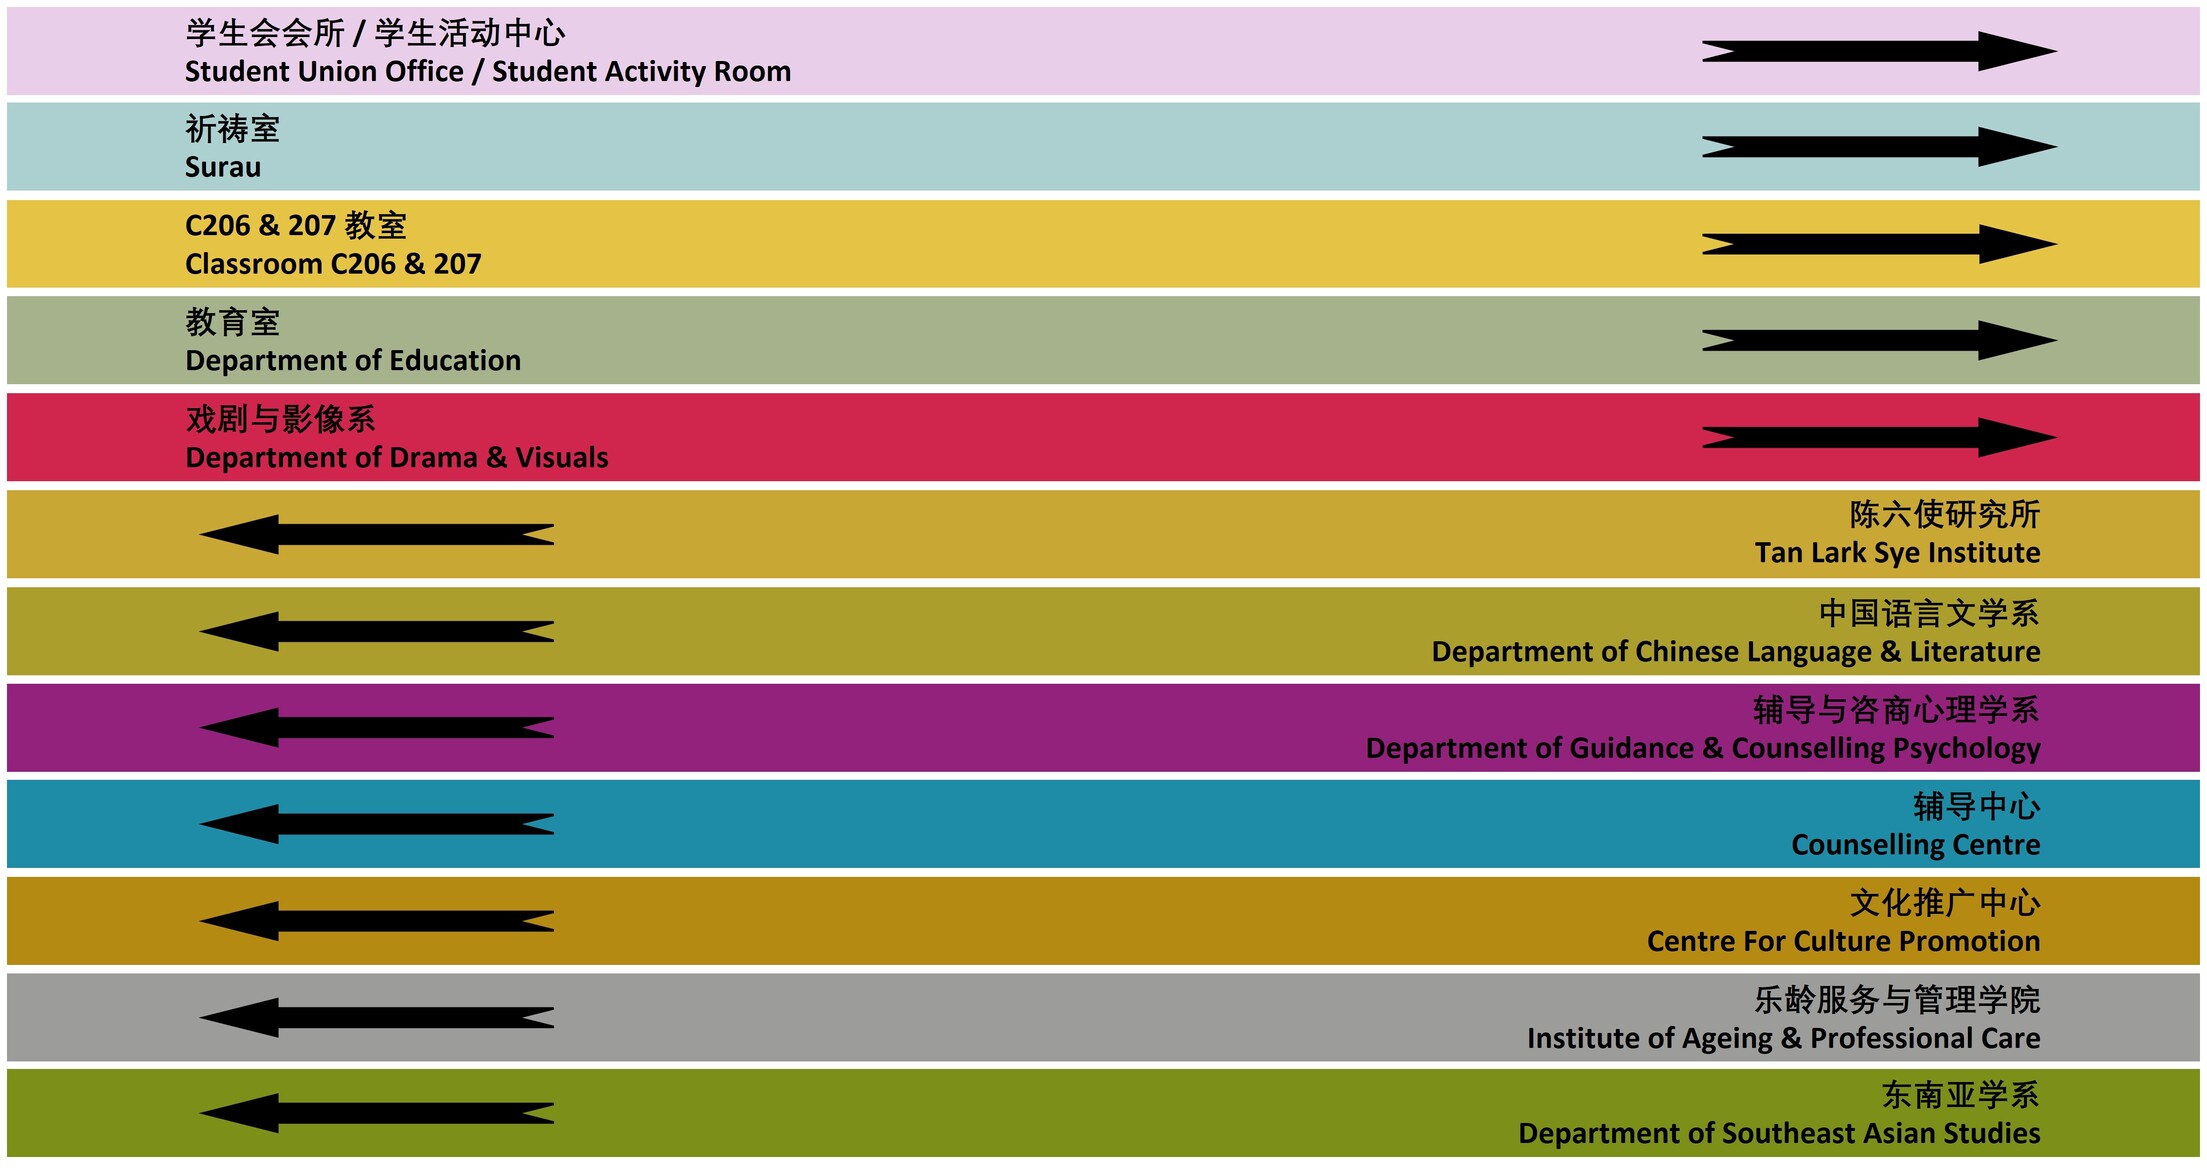 学生会会所 / 学生活动中心
Student Union Office / Student Activity Room
祈祷室
Surau
C206 & 207 教室
Classroom C206 & 207
教育室
Department of Education
戏剧与影像系
Department of Drama & Visuals
陈六使研究所
Tan Lark Sye Institute
中国语言文学系
Department of Chinese Language & Literature
辅导与咨商心理学系
Department of Guidance & Counselling Psychology
辅导中心
Counselling Centre
文化推广中心
Centre For Culture Promotion
乐龄服务与管理学院
Institute of Ageing & Professional Care
东南亚学系
Department of Southeast Asian Studies